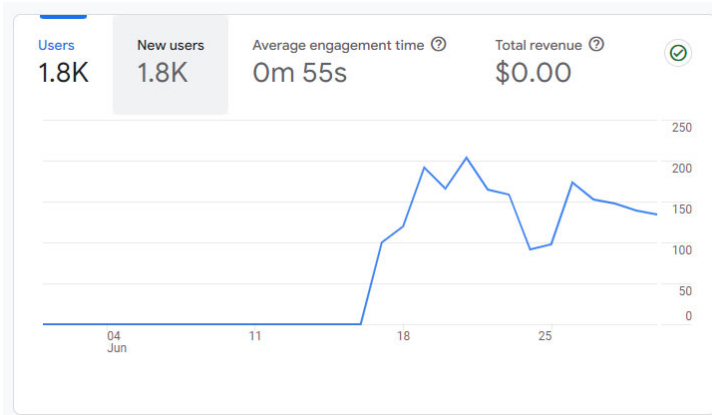 Users
1.8K
New users
1.8K
Average engagement time ?
0m 55s
Total revenue ?
$0.00
250
200
150
100
50
0
04
Jun
11
18
25